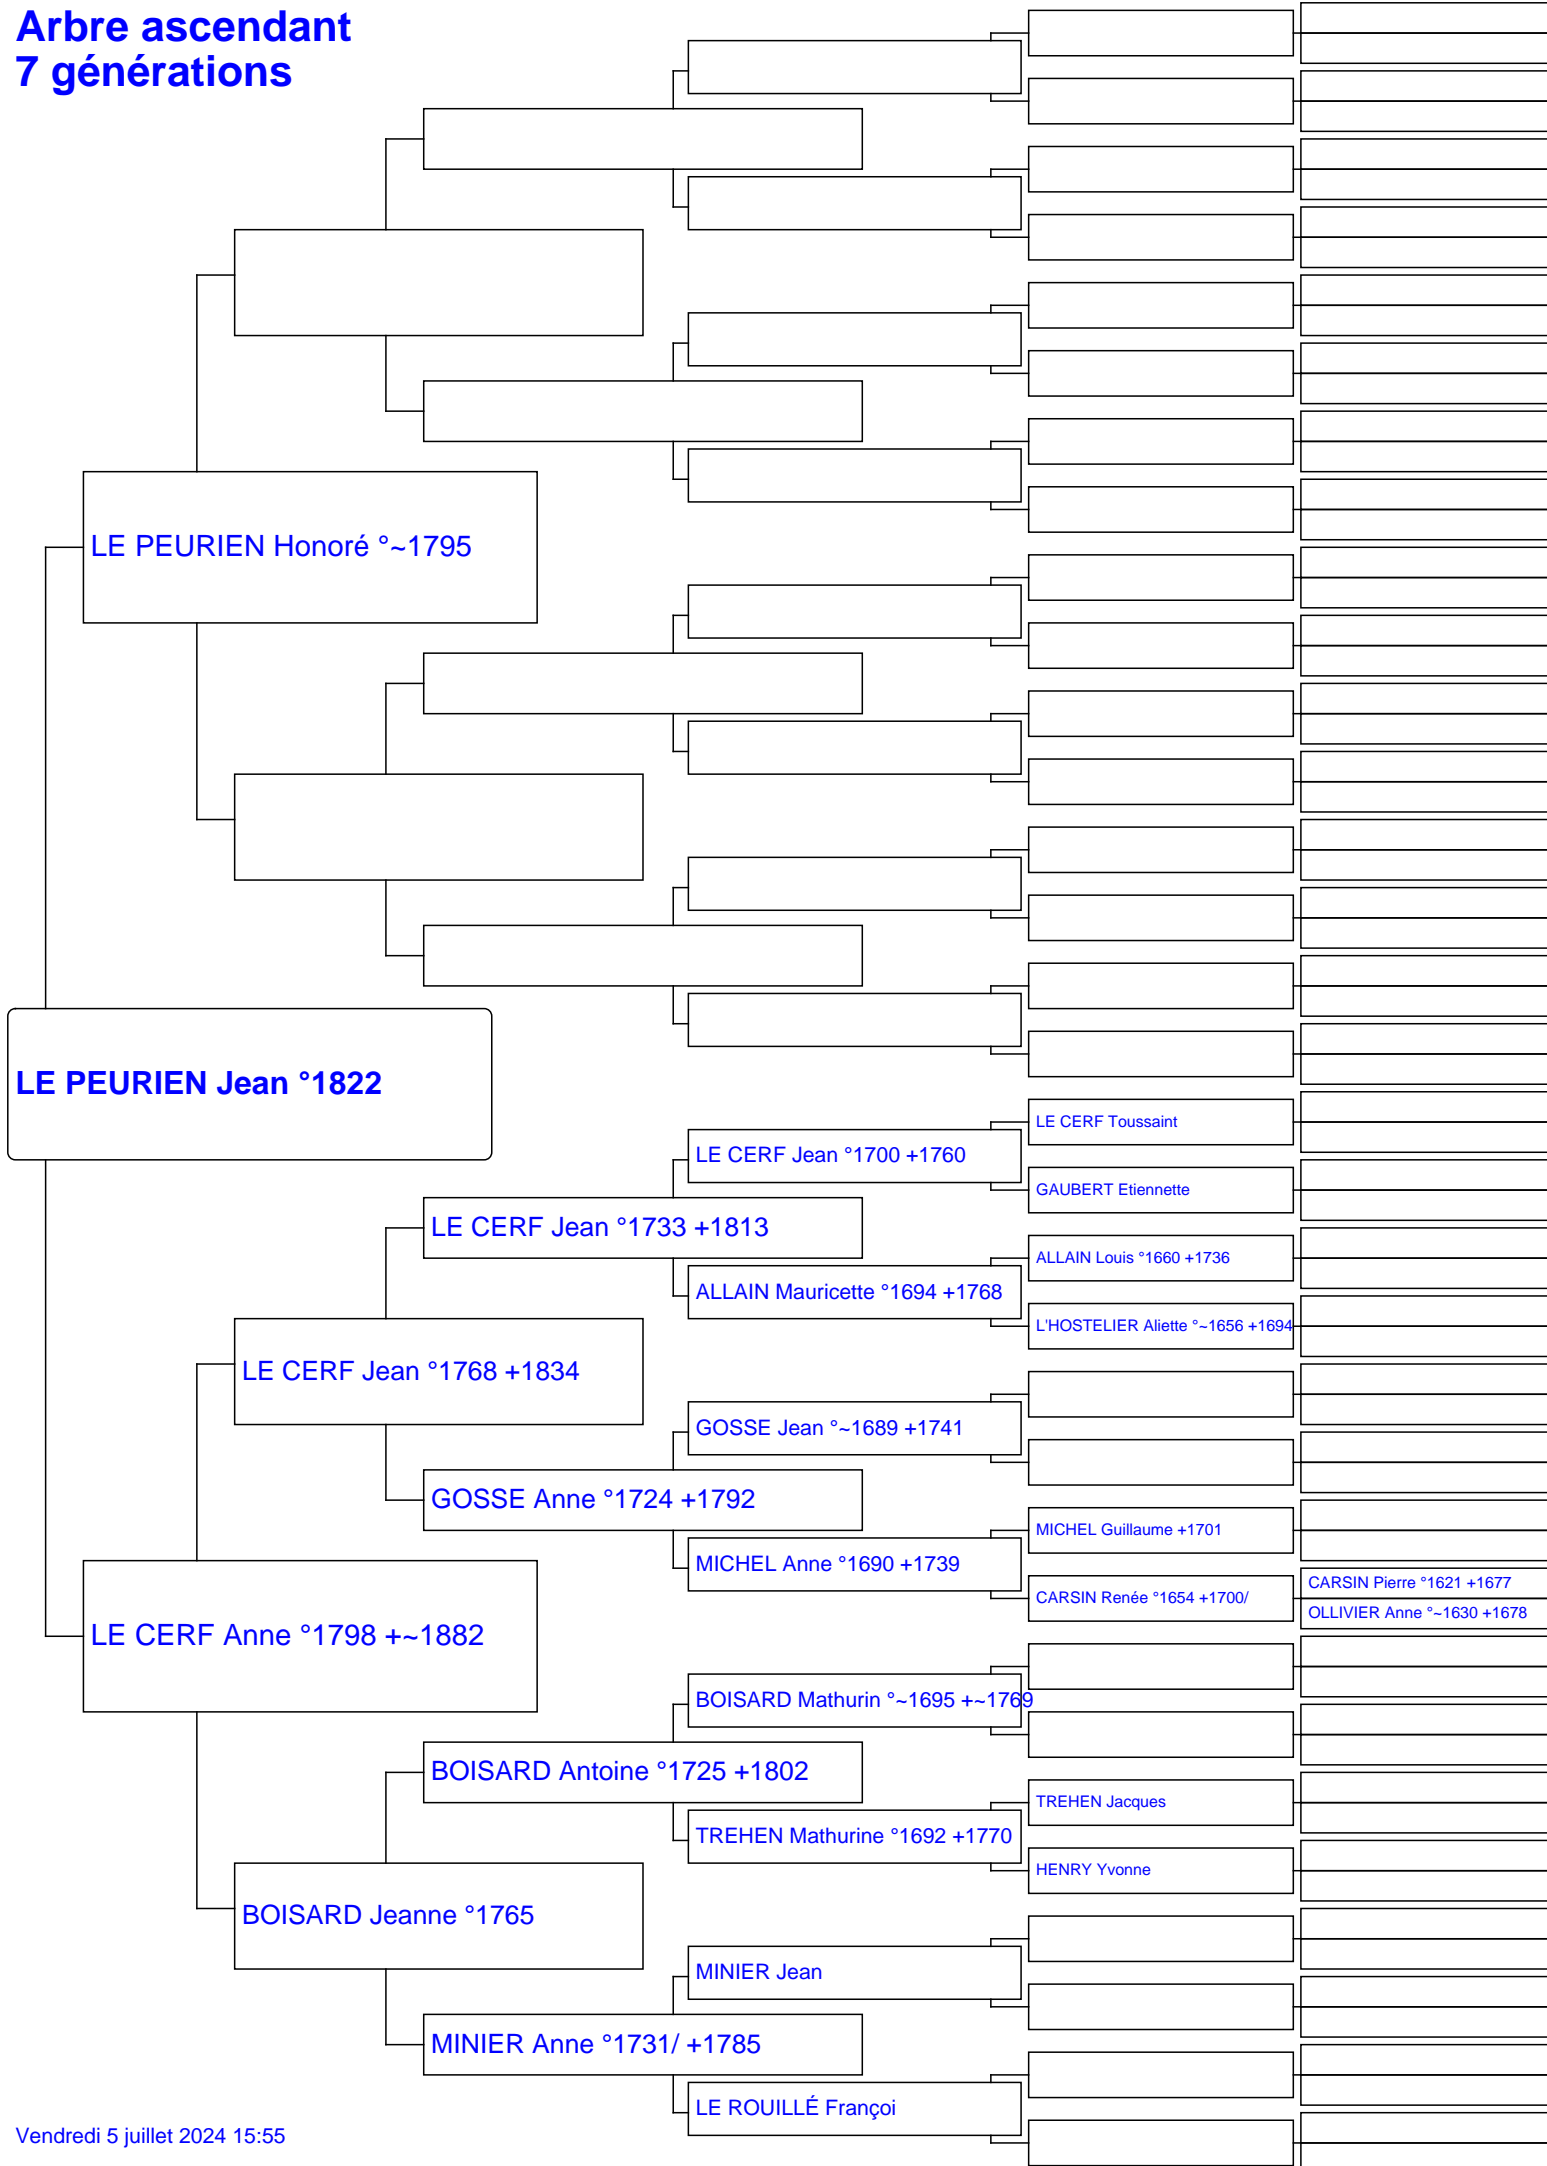 Arbre ascendant
7 générations
LE PEURIEN Honoré °~1795
LE PEURIEN Jean °1822
LE CERF Toussaint
LE CERF Jean °1700 +1760
GAUBERT Etiennette
LE CERF Jean °1733 +1813
ALLAIN Louis °1660 +1736
ALLAIN Mauricette °1694 +1768
L'HOSTELIER Aliette °~1656 +1694
LE CERF Jean °1768 +1834
GOSSE Jean °~1689 +1741
GOSSE Anne °1724 +1792
MICHEL Guillaume +1701
MICHEL Anne °1690 +1739
CARSIN Pierre °1621 +1677
CARSIN Renée °1654 +1700/
OLLIVIER Anne °~1630 +1678
LE CERF Anne °1798 +~1882
BOISARD Mathurin °~1695 +~1769
BOISARD Antoine °1725 +1802
TREHEN Jacques
TREHEN Mathurine °1692 +1770
HENRY Yvonne
BOISARD Jeanne °1765
MINIER Jean
MINIER Anne °1731/ +1785
LE ROUILLÉ Françoi
Vendredi 5 juillet 2024 15:55